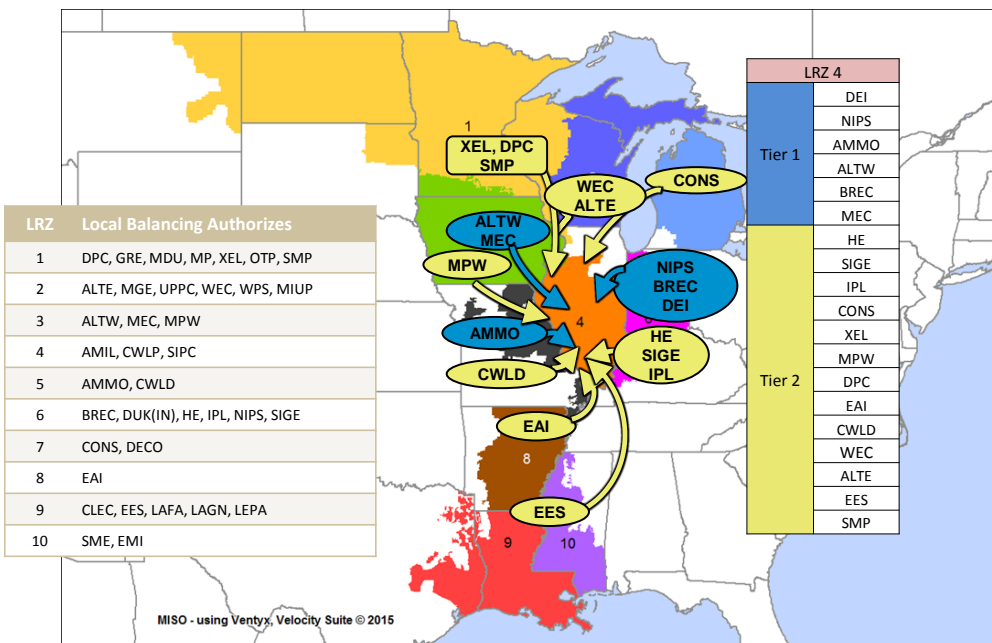 LRZ 4
Tier 1
DEI
NIPS
AMMO
ALTW
BREC
MEC
Tier 2
HE
SIGE
IPL
CONS
XEL
MPW
DPC
EAI
CWLD
WEC
ALTE
EES
SMP
1
XEL, DPC
SMP
WEC
ALTE
CONS
ALTW
MEC
MPW
NIPS
BREC
DEI
4
AMMO
HE
SIGE
IPL
CWLD
EAI
8
EES
9
10
LRZ Local Balancing Authorizes
1 DPC, GRE, MDU, MP, XEL, OTP, SMP
2 ALTE, MGE, UPPC, WEC, WPS, MIUP
3 ALTW, MEC, MPW
4 AMIL, CWLP, SIPC
5 AMMO, CWLD
6 BREC, DUK(IN), HE, IPL, NIPS, SIGE
7 CONS, DECO
8 EAI
9 CLEC, EES, LAFA, LAGN, LEPA
10 SME, EMI
MISO - using Ventyx, Velocity Suite © 2015